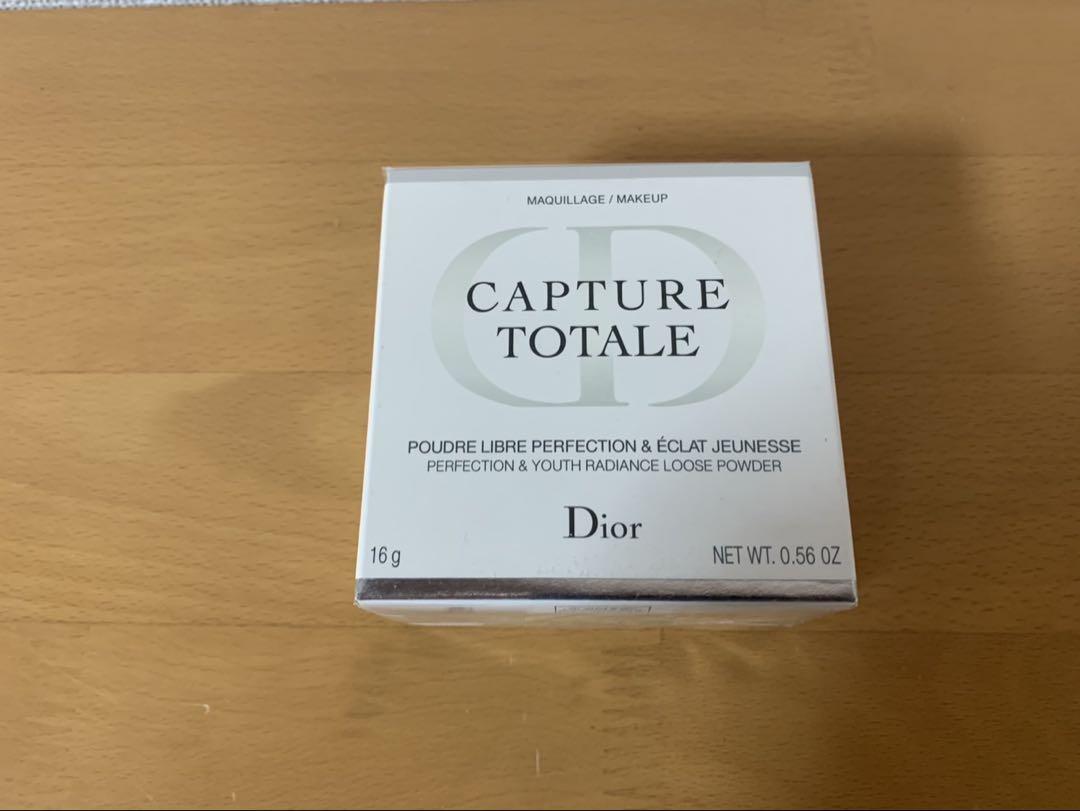 MAQUILLAGE / MAKEUP
CD
CAPTURE
TOTALE
POUDRE LIBRE PERFECTION & ÉCLAT JEUNESSE
PERFECTION & YOUTH RADIANCE LOOSE POWDER
Dior
16 g NET WT. 0.56 OZ